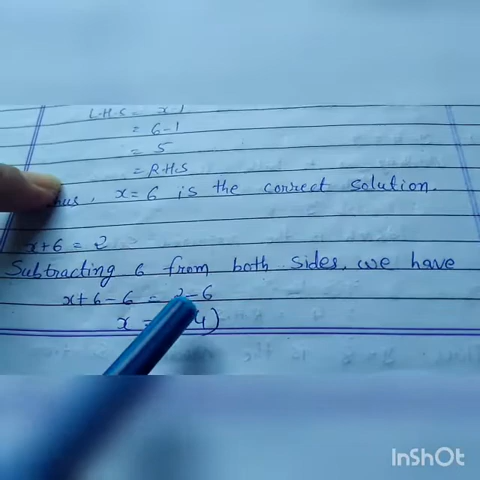 L.H.S = x-1
= 6-1
= 5
= RHS
x=6 is the correct solution.
x+6=2
Subtracting 6 from both sides, we have
x+6-6 = 2-6
x = 4)
InShOt